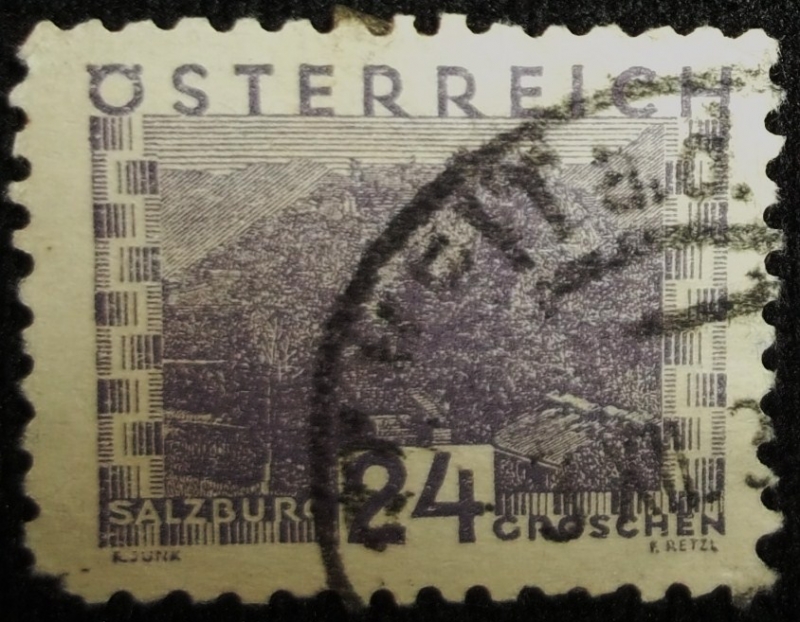 ÖSTERREICH
SALZBURG 24 GROSCHEN
R. JUNK F. RETZL